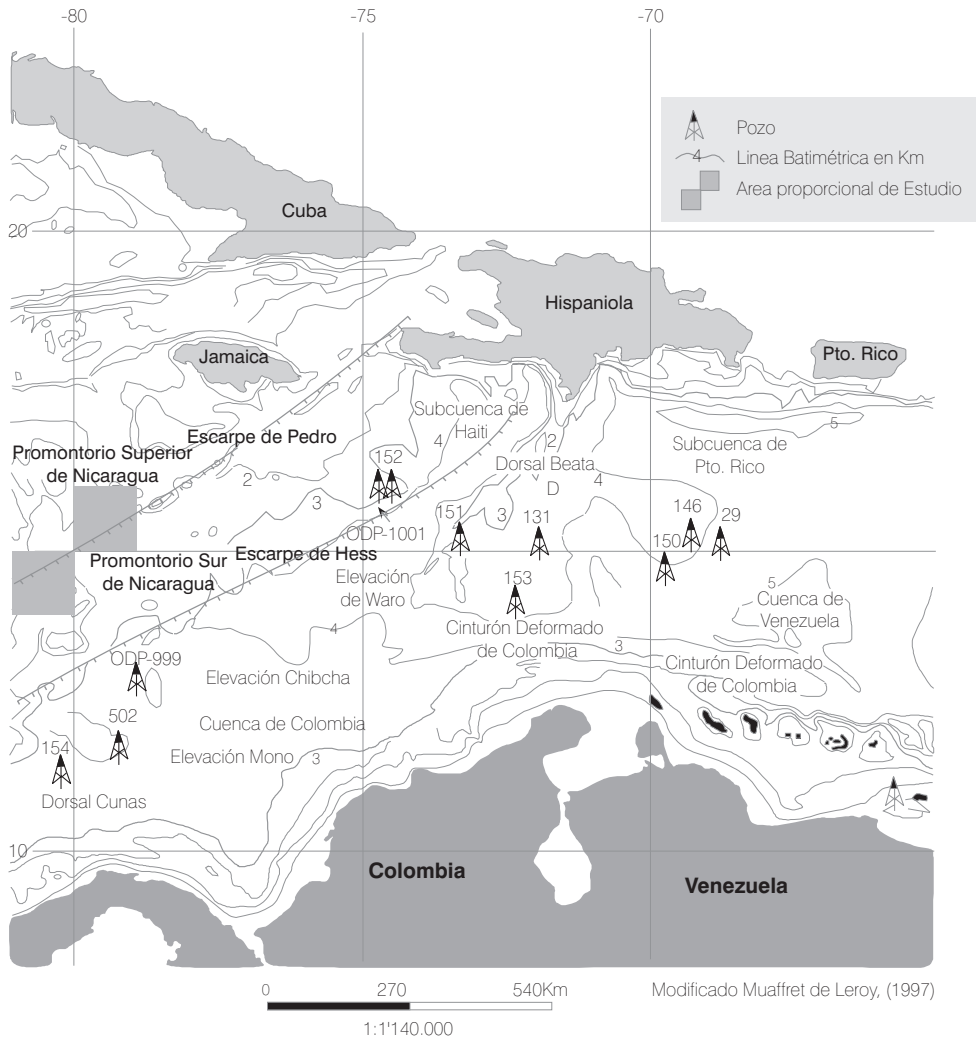 -80
-75
-70
Pozo
4
Linea Batimétrica en Km
Area proporcional de Estudio
Cuba
20
Hispaniola
Jamaica
Pto. Rico
Subcuenca de
Haiti
5
Escarpe de Pedro
4
2
Subcuenca de
Pto. Rico
Promontorio Superior
de Nicaragua
152
Dorsal Beata
D
4
2
3
151
3
131
146
29
ODP-1001
150
Promontorio Sur
de Nicaragua
Escarpe de Hess
Elevación
de Waro
153
5
Cuenca de
Venezuela
4
Cinturón Deformado
de Colombia
3
ODP-999
Elevación Chibcha
Cinturón Deformado
de Colombia
502
Cuenca de Colombia
154
Elevación Mono
3
Dorsal Cunas
10
Colombia
Venezuela
0
270
540Km
Modificado Muaffret de Leroy, (1997)
1:1'140.000